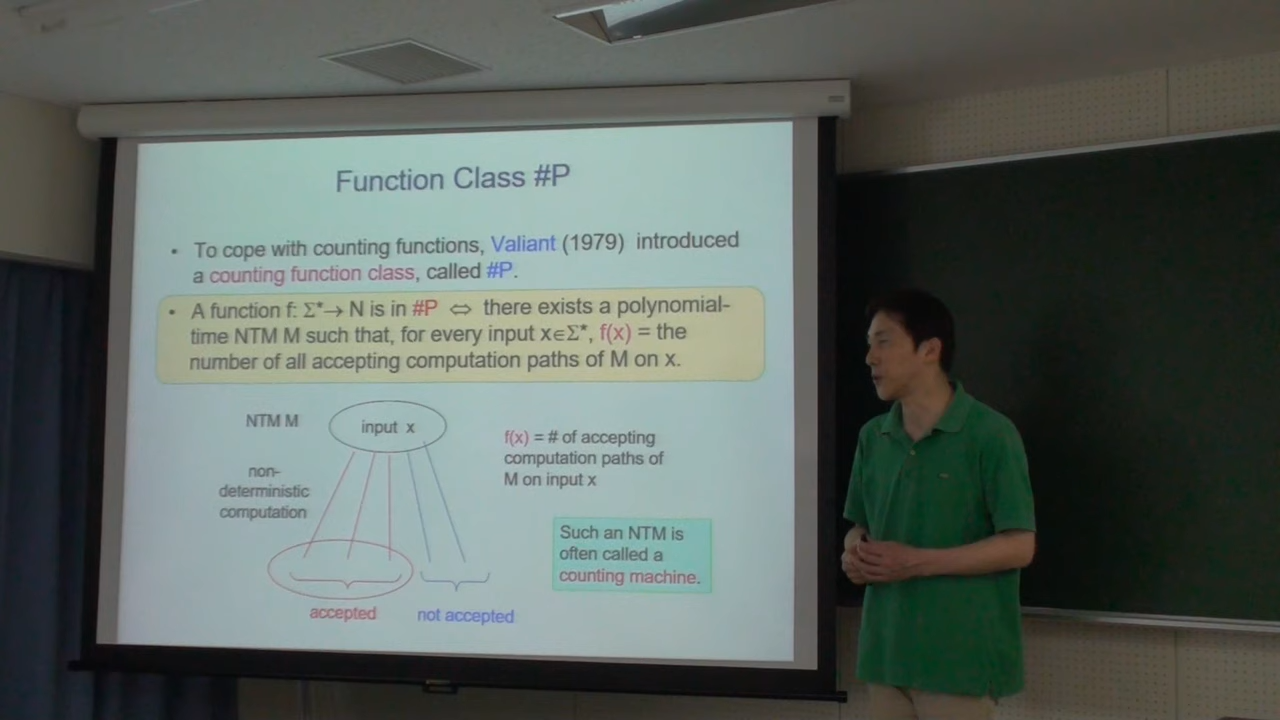 Function Class #P
• To cope with counting functions, Valiant (1979) introduced
a counting function class, called #P.
• A function f: Σ*→ N is in #P ⇔ there exists a polynomial-
time NTM M such that, for every input x∈Σ*, f(x) = the
number of all accepting computation paths of M on x.
NTM M
input x
non-
deterministic
computation
f(x) = # of accepting
computation paths of
M on input x
Such an NTM is
often called a
counting machine.
accepted
not accepted